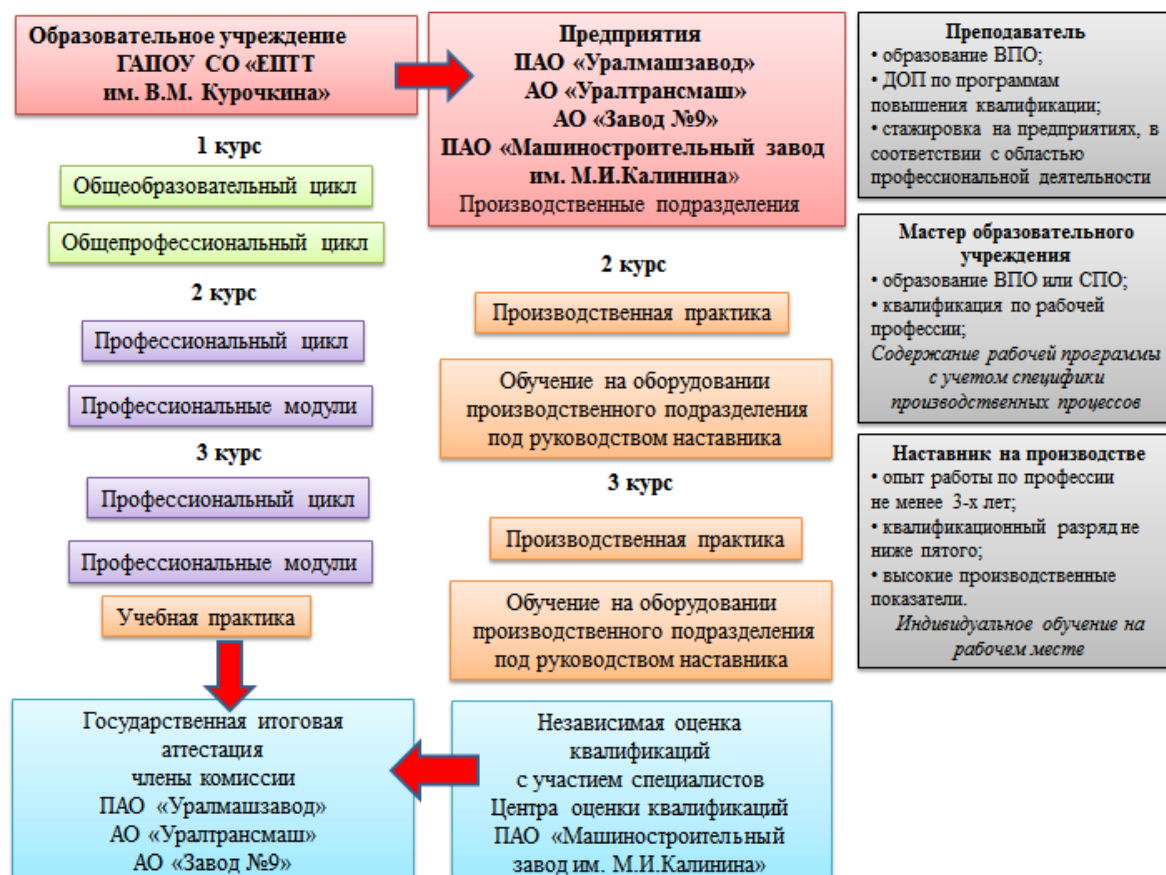 Образовательное учреждение
ГАПОУ СО «ЕПТТ
им. В.М. Курочкина»
1 курс
Общеобразовательный цикл
Общепрофессиональный цикл
2 курс
Профессиональный цикл
Профессиональные модули
3 курс
Профессиональный цикл
Профессиональные модули
Учебная практика
Государственная итоговая
аттестация
члены комиссии
ПАО «Уралмашзавод»
АО «Уралтрансмаш»
АО «Завод №9»
Предприятия
ПАО «Уралмашзавод»
АО «Уралтрансмаш»
АО «Завод №9»
ПАО «Машиностроительный завод
им. М.И.Калинина»
Производственные подразделения
2 курс
Производственная практика
Обучение на оборудовании
производственного подразделения
под руководством наставника
3 курс
Производственная практика
Обучение на оборудовании
производственного подразделения
под руководством наставника
Независимая оценка
квалификаций
с участием специалистов
Центра оценки квалификаций
ПАО «Машиностроительный
завод им. М.И.Калинина»
Преподаватель
• образование ВПО;
• ДОП по программам
повышения квалификации;
• стажировка на предприятиях, в
соответствии с областью
профессиональной деятельности
Мастер образовательного
учреждения
• образование ВПО или СПО;
• квалификация по рабочей
профессии;
Содержание рабочей программы
с учетом специфики
производственных процессов
Наставник на производстве
• опыт работы по профессии
не менее 3-х лет;
• квалификационный разряд не
ниже пятого;
• высокие производственные
показатели.
Индивидуальное обучение на
рабочем месте